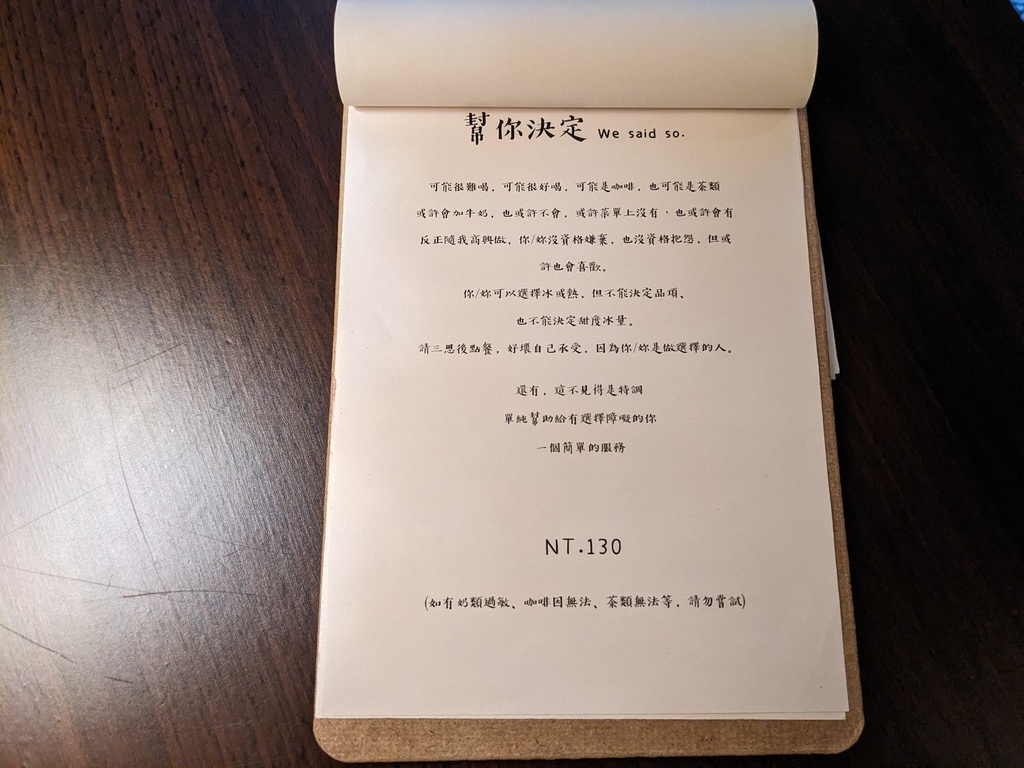 幫你決定 We said so.
可能很難喝，可能很好喝，可能是咖啡，也可能是茶類
或許會加牛奶，也或許不會，或許菜單上沒有，也或許會有
反正隨我高興做，你/妳沒資格嫌棄，也沒資格抱怨，但或
許也會喜歡。
你/妳可以選擇冰或熱，但不能決定品項、
也不能決定甜度冰量。
請三思後點餐，好壞自己承受，因為你/妳是做選擇的人。
還有，這不見得是特調
單純幫助給有選擇障礙的你
一個簡單的服務
NT.130
(如有奶類過敏、咖啡因無法、茶類無法等，請勿嘗試)